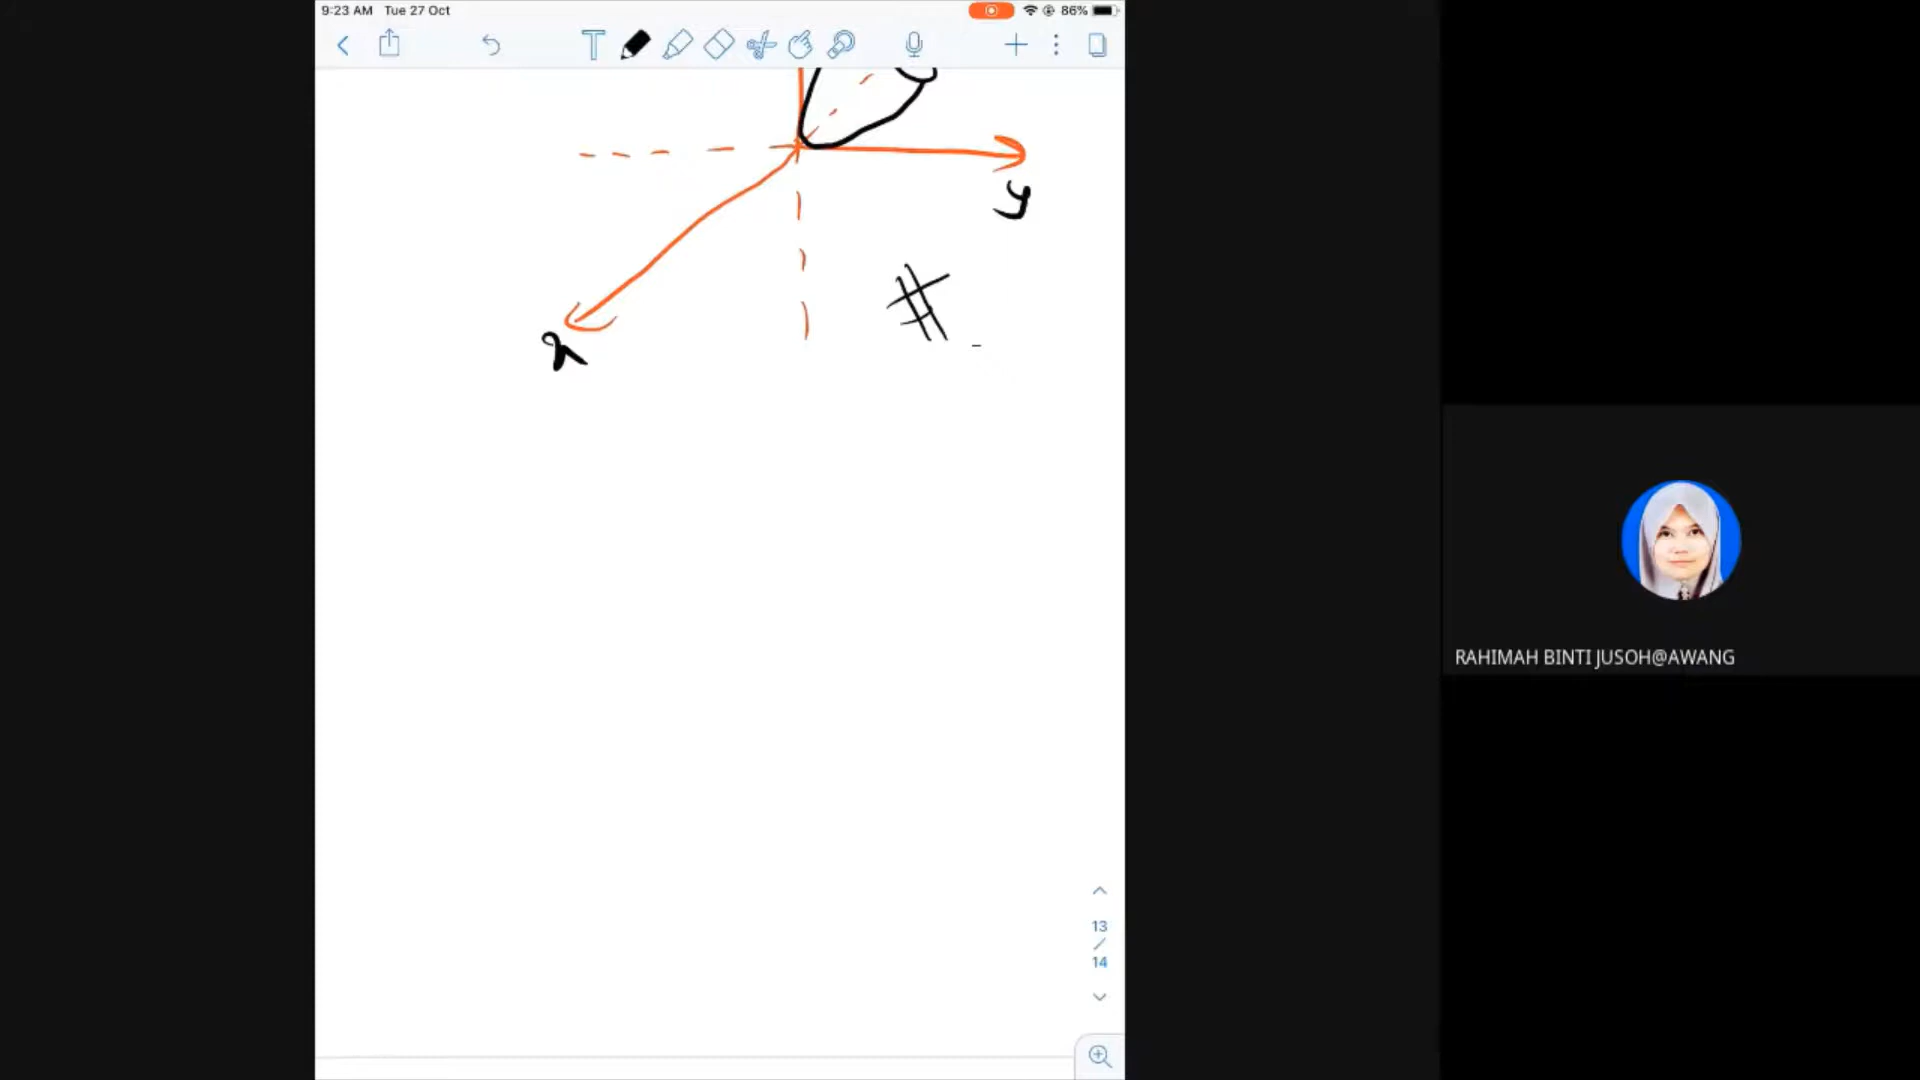 9:23 AM Tue 27 Oct 86%
T
y
#
x
RAHIMAH BINTI JUSOH@AWANG
13
/
14